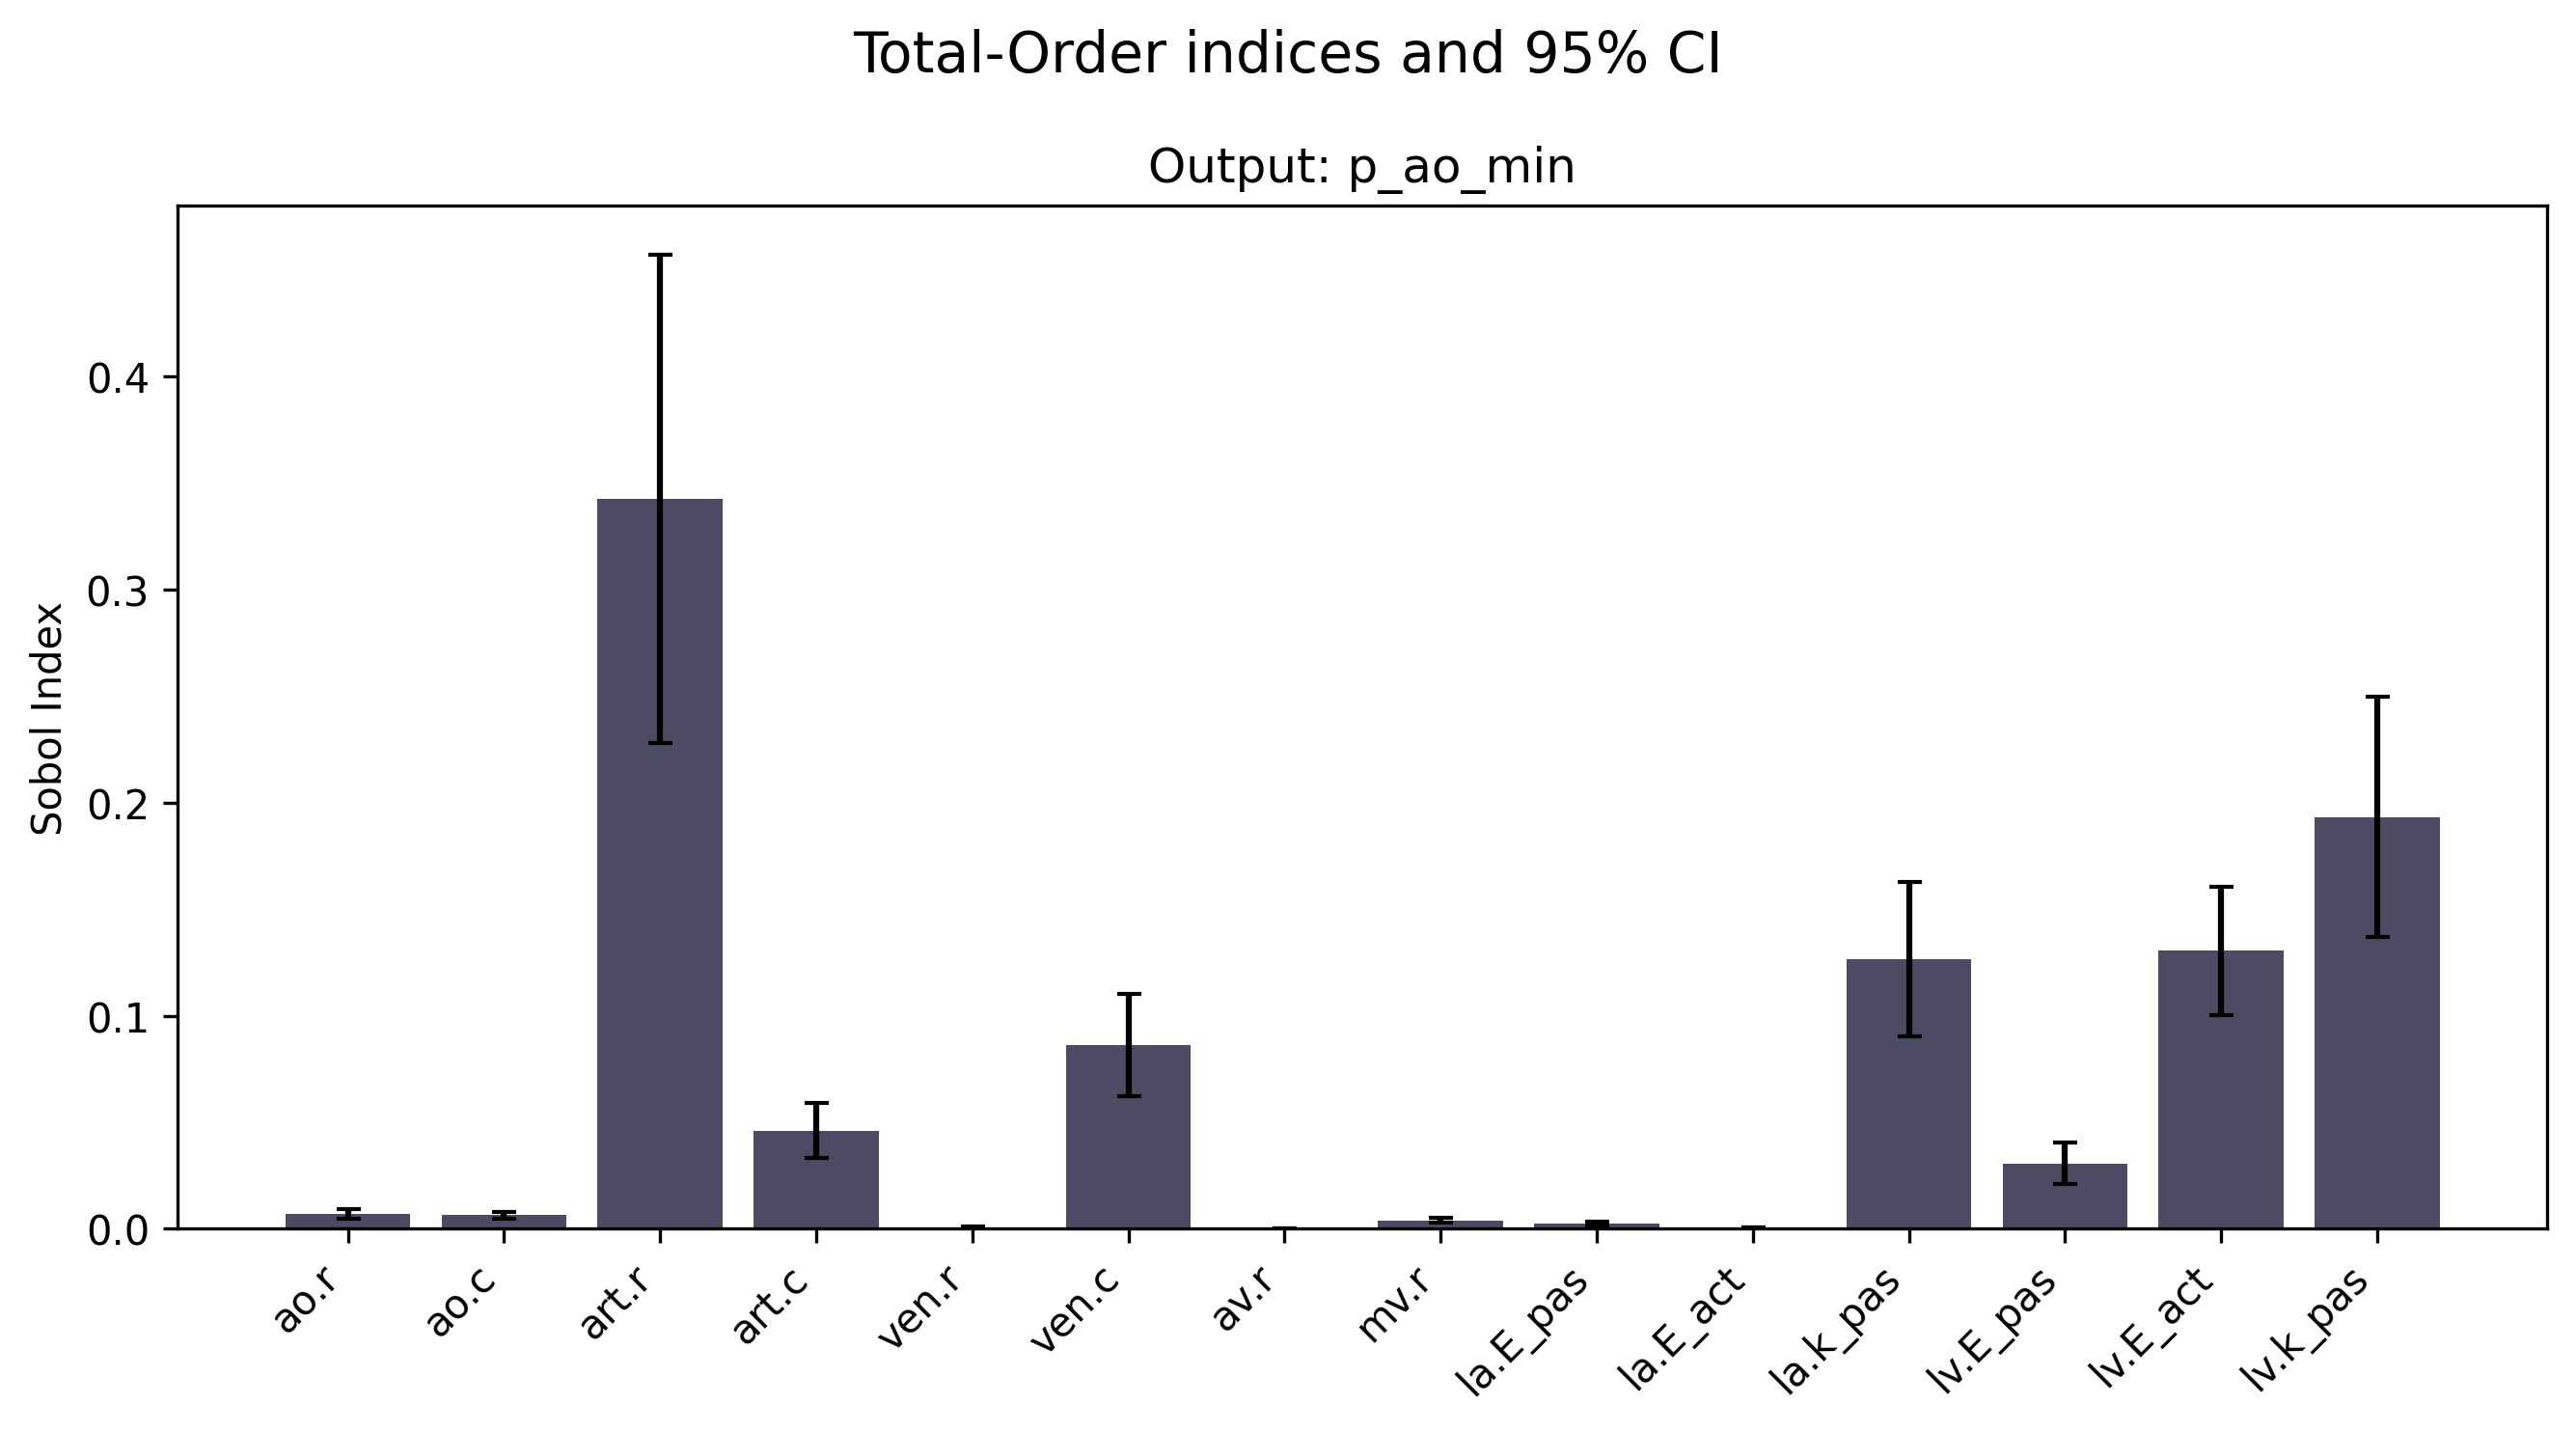 Total-Order indices and 95% CI
Output: p_ao_min
Sobol Index
0.4
0.3
0.2
0.1
0.0
ao.r
ao.c
art.r
art.c
ven.r
ven.c
av.r
mv.r
la.E_pas
la.E_act
la.k_pas
lv.E_pas
lv.E_act
lv.k_pas